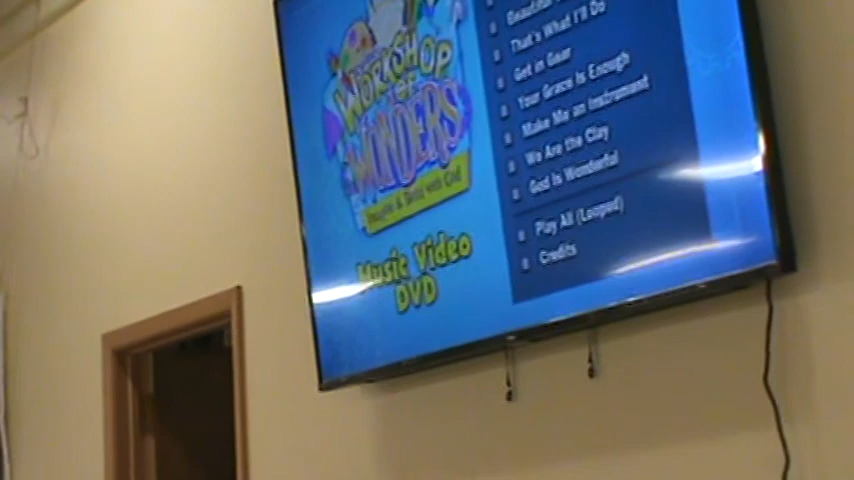 WORKSHOP
OF
WONDERS
Imagine & Build with God
Music Video
DVD
Beautiful
That's What I'll Do
Get in Gear
Your Grace Is Enough
Make Me an Instrument
We Are the Clay
God Is Wonderful
Play All (Looped)
Credits